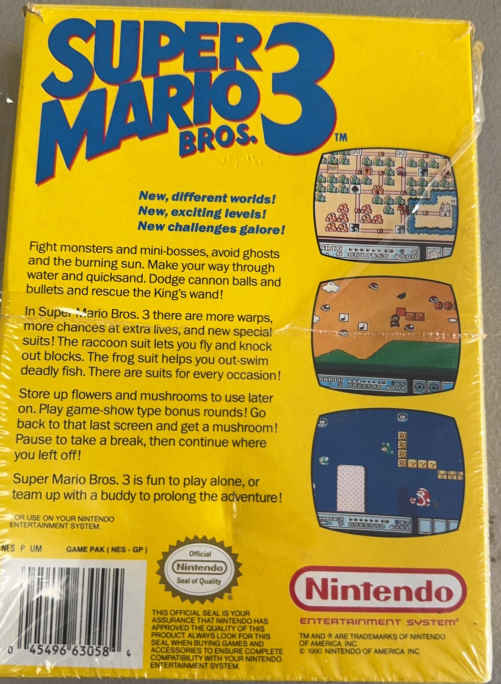 SUPER
MARIO
BROS. 3 ™
New, different worlds!
New, exciting levels!
New challenges galore!
Fight monsters and mini-bosses, avoid ghosts
and the burning sun. Make your way through
water and quicksand. Dodge cannon balls and
bullets and rescue the King's wand!
In Super Mario Bros. 3 there are more warps,
more chances at extra lives, and new special
suits! The raccoon suit lets you fly and knock
out blocks. The frog suit helps you out-swim
deadly fish. There are suits for every occasion!
Store up flowers and mushrooms to use later
on. Play game-show type bonus rounds! Go
back to that last screen and get a mushroom!
Pause to take a break, then continue where
you left off!
Super Mario Bros. 3 is fun to play alone, or
team up with a buddy to prolong the adventure!
OR USE ON YOUR NINTENDO
ENTERTAINMENT SYSTEM.
NES P UM GAME PAK ( NES - GP )
Official
Nintendo
Seal of Quality
0 45496 63058 4
THIS OFFICIAL SEAL IS YOUR
ASSURANCE THAT NINTENDO HAS
APPROVED THE QUALITY OF THIS
PRODUCT. ALWAYS LOOK FOR THIS
SEAL WHEN BUYING GAMES AND
ACCESSORIES TO ENSURE COMPLETE
COMPATIBILITY WITH YOUR NINTENDO
ENTERTAINMENT SYSTEM.
Nintendo
ENTERTAINMENT SYSTEM®
TM AND ® ARE TRADEMARKS OF NINTENDO
OF AMERICA INC.
© 1990 NINTENDO OF AMERICA INC.